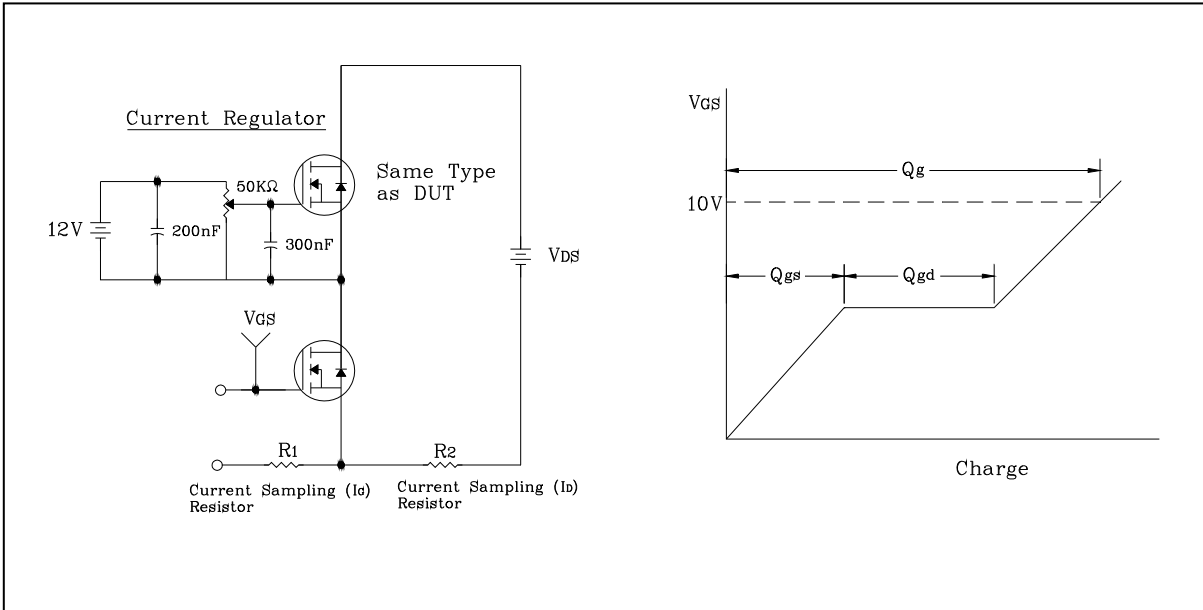 Current Regulator
Same Type
as DUT
50KΩ
12V
200nF
300nF
VDS
VGS
R1
R2
Current Sampling (IG)
Resistor
Current Sampling (ID)
Resistor
VGS
Qg
10V
Qgs
Qgd
Charge